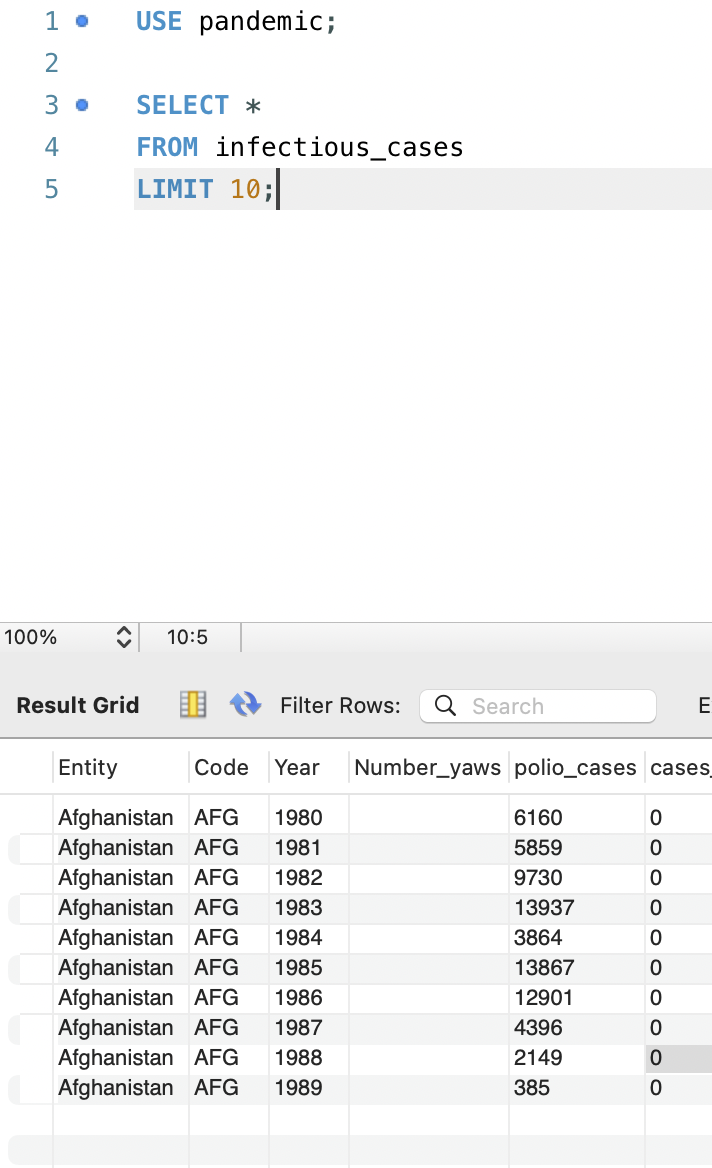 1 USE pandemic;
2
3 SELECT *
4 FROM infectious_cases
5 LIMIT 10;
100% 10:5
Result Grid Filter Rows: Search E
Entity Code Year Number_yaws polio_cases cases_
Afghanistan AFG 1980 6160 0
Afghanistan AFG 1981 5859 0
Afghanistan AFG 1982 9730 0
Afghanistan AFG 1983 13937 0
Afghanistan AFG 1984 3864 0
Afghanistan AFG 1985 13867 0
Afghanistan AFG 1986 12901 0
Afghanistan AFG 1987 4396 0
Afghanistan AFG 1988 2149 0
Afghanistan AFG 1989 385 0